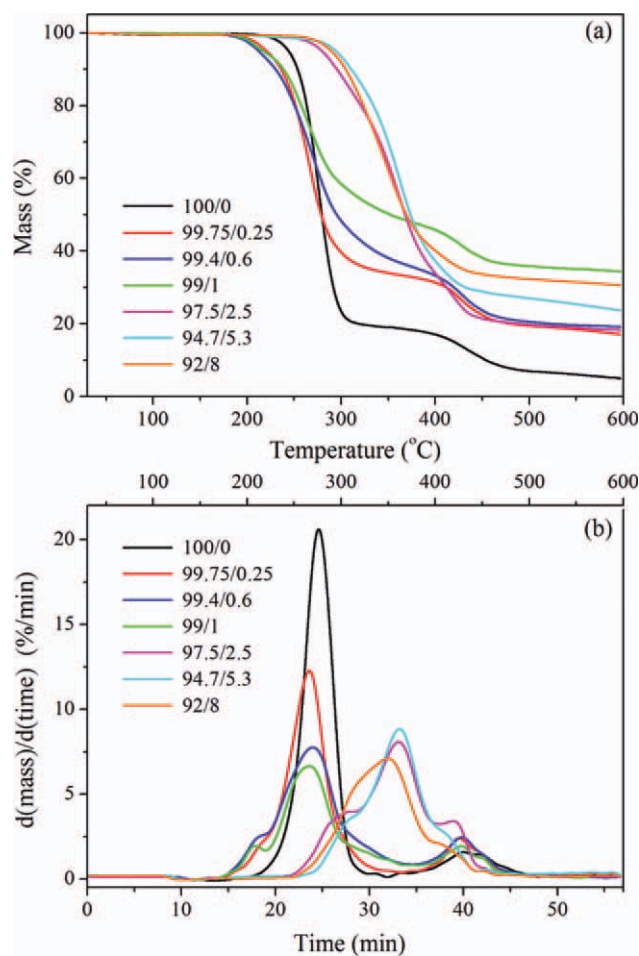 (a)
100
80
60
40
20
0
Mass (%)
100/0
99.75/0.25
99.4/0.6
99/1
97.5/2.5
94.7/5.3
92/8
100 200 300 400 500 600
Temperature (°C)
100 200 300 400 500 600
(b)
20
15
10
5
0
d(mass)/d(time) (%/min)
100/0
99.75/0.25
99.4/0.6
99/1
97.5/2.5
94.7/5.3
92/8
0 10 20 30 40 50
Time (min)